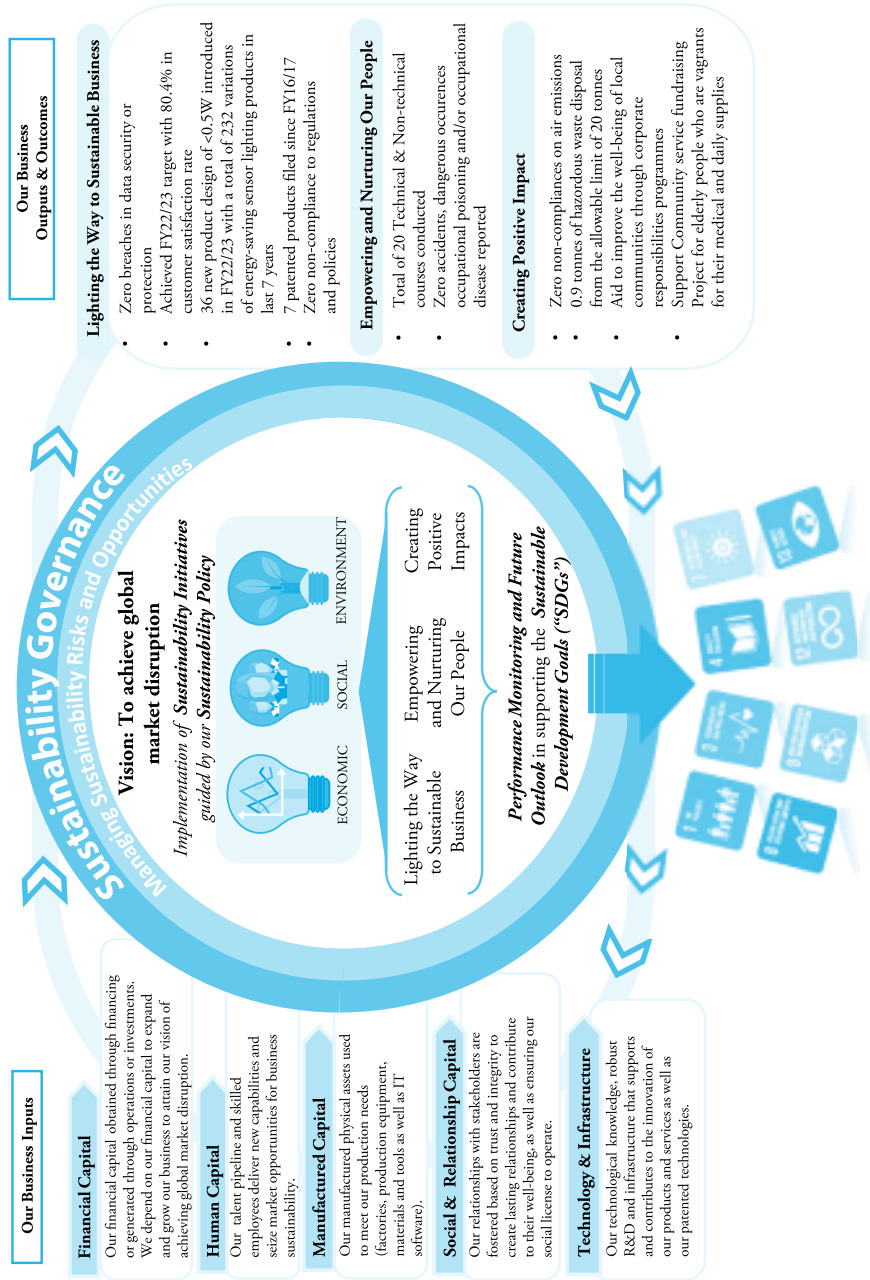 Our Business Inputs
Financial Capital
Our financial capital obtained through financing
or generated through operations or investments.
We depend on our financial capital to expand
and grow our business to attain our vision of
achieving global market disruption.
Human Capital
Our talent pipeline and skilled
employees deliver new capabilities and
seize market opportunities for business
sustainability.
Manufactured Capital
Our manufactured physical assets used
to meet our production needs
(factories, production equipment,
materials and tools as well as IT
software).
Social & Relationship Capital
Our relationships with stakeholders are
fostered based on trust and integrity to
create lasting relationships and contribute
to their well-being, as well as ensuring our
social license to operate.
Technology & Infrastructure
Our technological knowledge, robust
R&D and infrastructure that supports
and contributes to the innovation of
our products and services as well as
our patented technologies.
Sustainability Governance
Managing Sustainability Risks and Opportunities
Vision: To achieve global
market disruption
Implementation of Sustainability Initiatives
guided by our Sustainability Policy
ECONOMIC
SOCIAL
ENVIRONMENT
Lighting the Way
to Sustainable
Business
Empowering
and Nurturing
Our People
Creating
Positive
Impacts
Performance Monitoring and Future
Outlook in supporting the Sustainable
Development Goals ("SDGs")
1
3
4
7
8
9
12
13
Our Business
Outputs & Outcomes
Lighting the Way to Sustainable Business
• Zero breaches in data security or
protection
• Achieved FY22/23 target with 80.4% in
customer satisfaction rate
• 36 new product design of <0.5W introduced
in FY22/23 with a total of 232 variations
of energy-saving sensor lighting products in
last 7 years
• 7 patented products filed since FY16/17
• Zero non-compliance to regulations
and policies
Empowering and Nurturing Our People
• Total of 20 Technical & Non-technical
courses conducted
• Zero accidents, dangerous occurences
occupational poisoning and/or occupational
disease reported
Creating Positive Impact
• Zero non-compliances on air emissions
• 0.9 tonnes of hazardous waste disposal
from the allowable limit of 20 tonnes
• Aid to improve the well-being of local
communities through corporate
responsibilities programmes
• Support Community service fundraising
Project for elderly people who are vagrants
for their medical and daily supplies